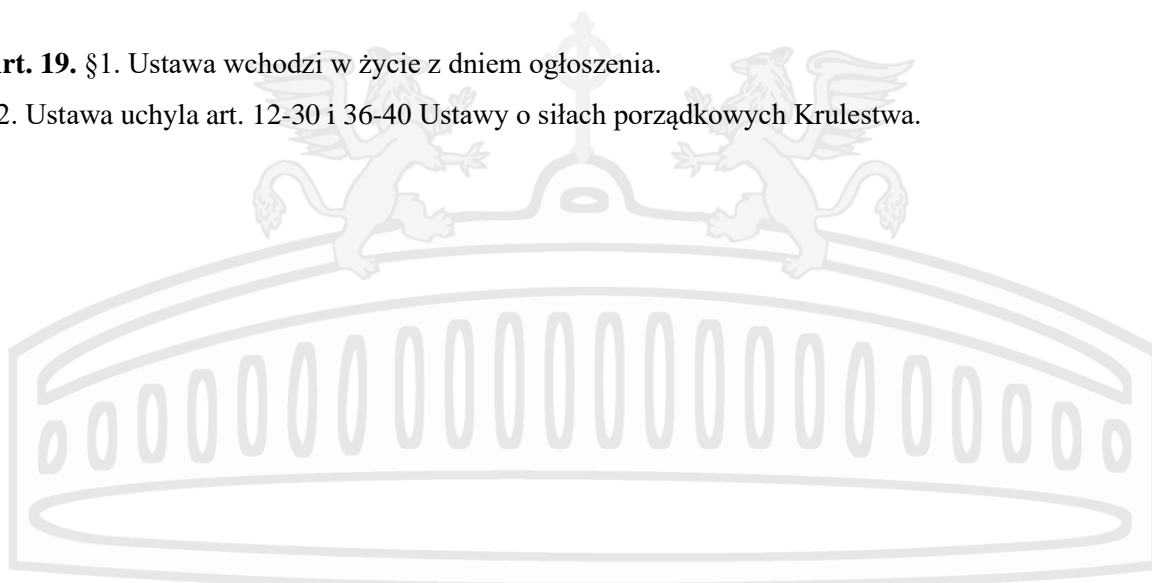 rt. 19. §1. Ustawa wchodzi w życie z dniem ogłoszenia.
2. Ustawa uchyla art. 12-30 i 36-40 Ustawy o siłach porządkowych Krulestwa.